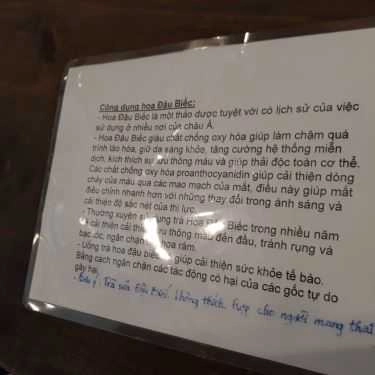 Công dụng hoa Đậu Biếc:
- Hoa Đậu Biếc là một thảo dược tuyệt vời có lịch sử của việc
sử dụng ở nhiều nơi của châu Á.
- Hoa Đậu Biếc giàu chất chống oxy hóa giúp làm chậm quá
trình lão hóa, giữ da sáng khỏe, tăng cường hệ thống miễn
dịch, kích thích sự lưu thông máu và giúp thải độc toàn cơ thể.
Các chất chống oxy hóa proanthocyanidin giúp cải thiện dòng
chảy của máu qua các mao mạch của mắt, điều này giúp mắt
điều chỉnh nhanh hơn với những thay đổi trong ánh sáng và
cải thiện độ sắc nét của thị lực.
- Thường xuyên sử dụng trà Hoa Đậu Biếc trong nhiều năm
cải thiện thông máu đến đầu, tránh rụng và
bạc tóc, ngăn chặn hoa râm.
- Uống trà hoa đậu biếc giúp cải thiện sức khỏe tế bào.
Bằng cách ngăn chặn các tác động có hại của các gốc tự do
gây hại.
- Lưu ý: Trà sữa Đậu Biếc không thích hợp cho người mang thai